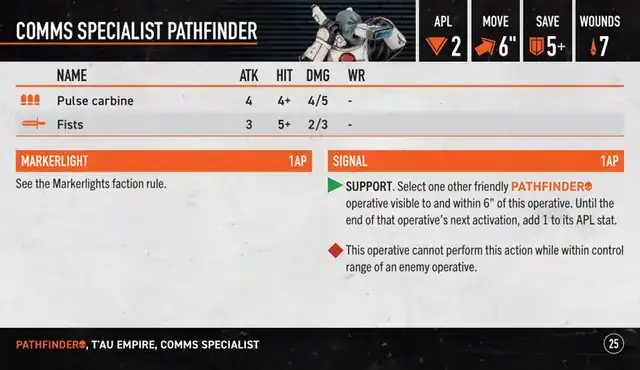 COMMS SPECIALIST PATHFINDER
APL
2
MOVE
6"
SAVE
5+
WOUNDS
7
NAME ATK HIT DMG WR
Pulse carbine 4 4+ 4/5 -
Fists 3 5+ 2/3 -
MARKERLIGHT 1AP
See the Markerlights faction rule.
SIGNAL 1AP
SUPPORT. Select one other friendly PATHFINDER
operative visible to and within 6" of this operative. Until the
end of that operative's next activation, add 1 to its APL stat.
This operative cannot perform this action while within control
range of an enemy operative.
PATHFINDER, T'AU EMPIRE, COMMS SPECIALIST
25